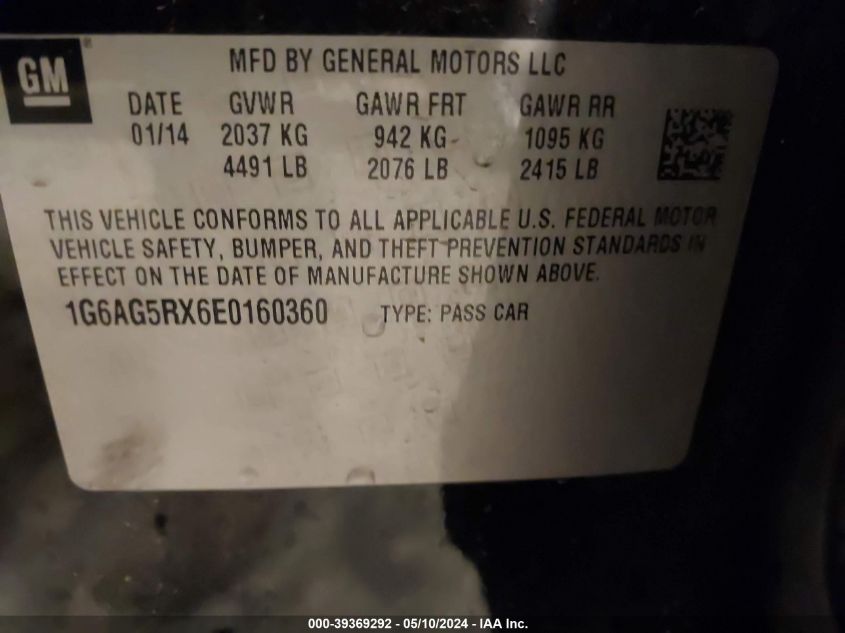 GM®
MFD BY GENERAL MOTORS LLC
DATE GVWR GAWR FRT GAWR RR
01/14 2037 KG 942 KG 1095 KG
4491 LB 2076 LB 2415 LB
THIS VEHICLE CONFORMS TO ALL APPLICABLE U.S. FEDERAL MOTOR
VEHICLE SAFETY, BUMPER, AND THEFT PREVENTION STANDARDS IN
EFFECT ON THE DATE OF MANUFACTURE SHOWN ABOVE.
1G6AG5RX6E0160360 TYPE: PASS CAR
000-39369292 - 05/10/2024 - IAA Inc.